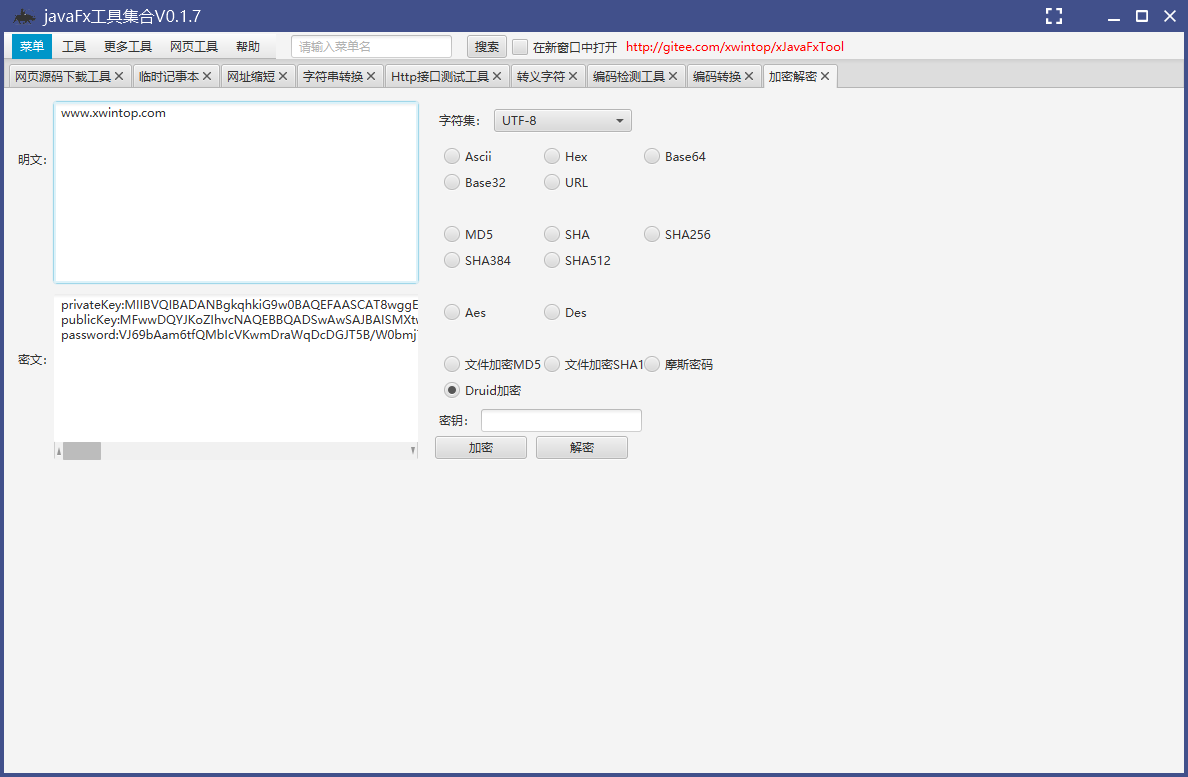 javaFx工具集合V0.1.7
菜单 工具 更多工具 网页工具 帮助 请输入菜单名 搜索 在新窗口中打开 http://gitee.com/xwintop/xJavaFxTool
网页源码下载工具 临时记事本 网址缩短 字符串转换 Http接口测试工具 转义字符 编码检测工具 编码转换 加密解密
明文:
www.xwintop.com
密文:
privateKey:MIIBVQIBADANBgkqhkiG9w0BAQEFAASCAT8wggE
publicKey:MFwwDQYJKoZIhvcNAQEBBQADSwAwSAJBAISMXtv
password:VJ69bAam6tfQMbIcVKwmDraWqDcDGJT5B/W0bmj
字符集: UTF-8
Ascii Hex Base64
Base32 URL
MD5 SHA SHA256
SHA384 SHA512
Aes Des
文件加密MD5 文件加密SHA1 摩斯密码
Druid加密
密钥:
加密 解密